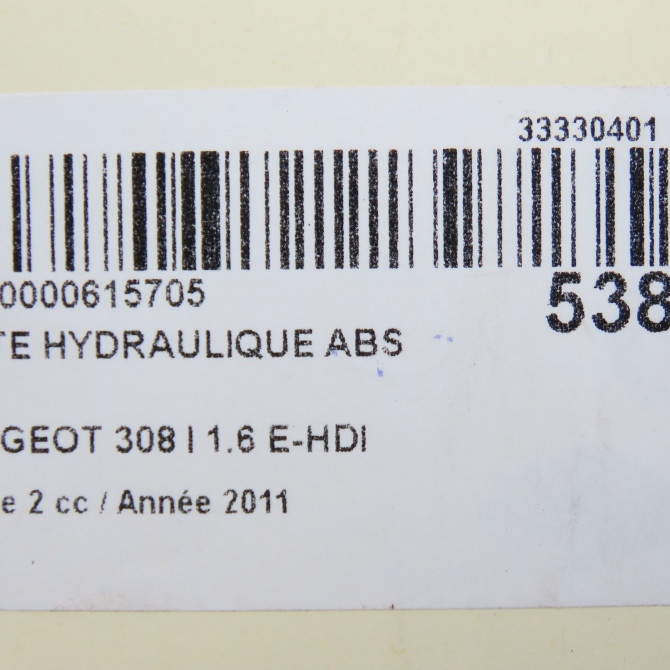 33330401
0000615705
538
TE HYDRAULIQUE ABS
GEOT 308 I 1.6 E-HDI
e 2 cc / Année 2011